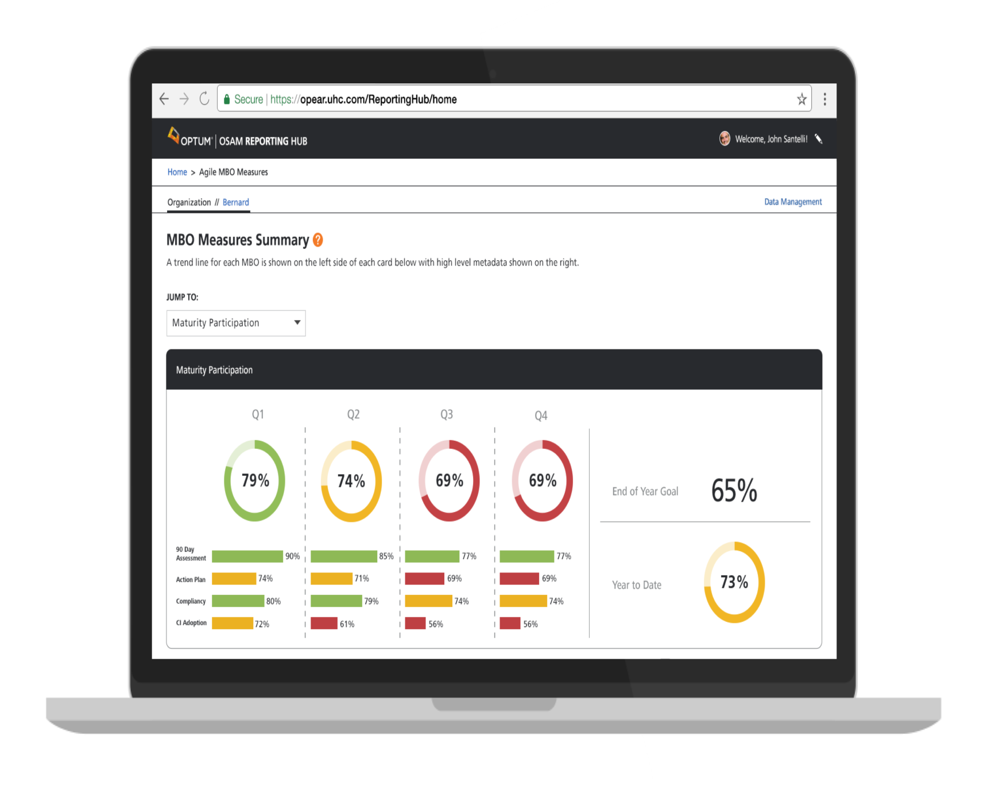 Secure | https://opear.uhc.com/ReportingHub/home
OPTUM® | OSAM REPORTING HUB
Welcome, John Santelli!
Home > Agile MBO Measures
Organization // Bernard
Data Management
MBO Measures Summary ?
A trend line for each MBO is shown on the left side of each card below with high level metadata shown on the right.
JUMP TO:
Maturity Participation
Maturity Participation
Q1 Q2 Q3 Q4
79% 74% 69% 69%
End of Year Goal 65%
90 Day
Assessment
90% 85% 77% 77%
Action Plan 74% 71% 69% 69%
Compliancy 80% 79% 74% 74%
CI Adoption 72% 61% 56% 56%
Year to Date 73%